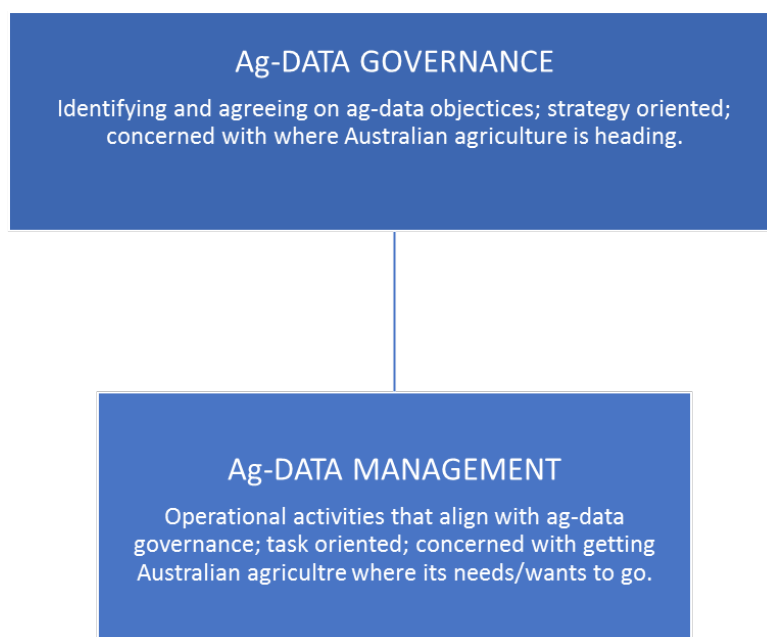 Ag-DATA GOVERNANCE
Identifying and agreeing on ag-data objectices; strategy oriented;
concerned with where Australian agriculture is heading.
Ag-DATA MANAGEMENT
Operational activities that align with ag-data
governance; task oriented; concerned with getting
Australian agricultre where its needs/wants to go.